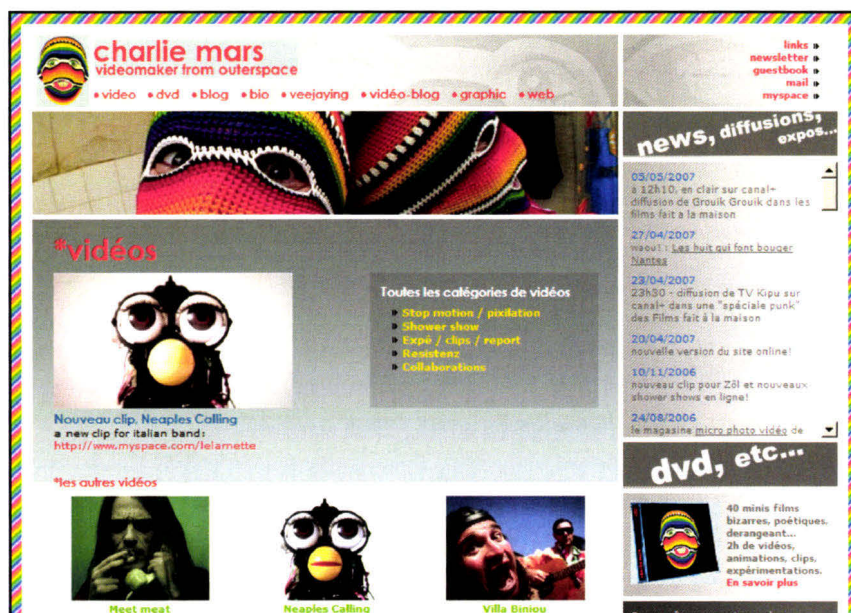 charlie mars
videomaker from outerspace
• video • dvd • blog • bio • veejaying • vidéo-blog • graphic • web
links
newsletter
guestbook
mail
myspace
news, diffusions,
expos...
03/05/2007
a 12h10, en clair sur canal+
diffusion de Grouik Grouik dans les
films fait a la maison
27/04/2007
waou! : Les huit qui font bouger
Nantes
23/04/2007
23h30 - diffusion de TV Kipu sur
canal+ dans une "spéciale punk"
des Films fait à la maison
20/04/2007
nouvelle version du site online!
10/11/2006
nouveau clip pour Zôl et nouveaux
shower shows en ligne!
24/08/2006
le magazine micro photo vidéo de
*vidéos
Toutes les catégories de vidéos
Stop motion / pixilation
Shower show
Expé / clips / report
Resistenz
Collaborations
Nouveau clip, Neaples Calling
a new clip for italian band:
http://www.myspace.com/lelamette
*les autres vidéos
Meet meat
Neaples Calling
Villa Biniou
dvd, etc...
40 minis films
bizarres, poètiques,
derangeant...
2h de vidéos,
animations, clips,
expérimentations.
En savoir plus